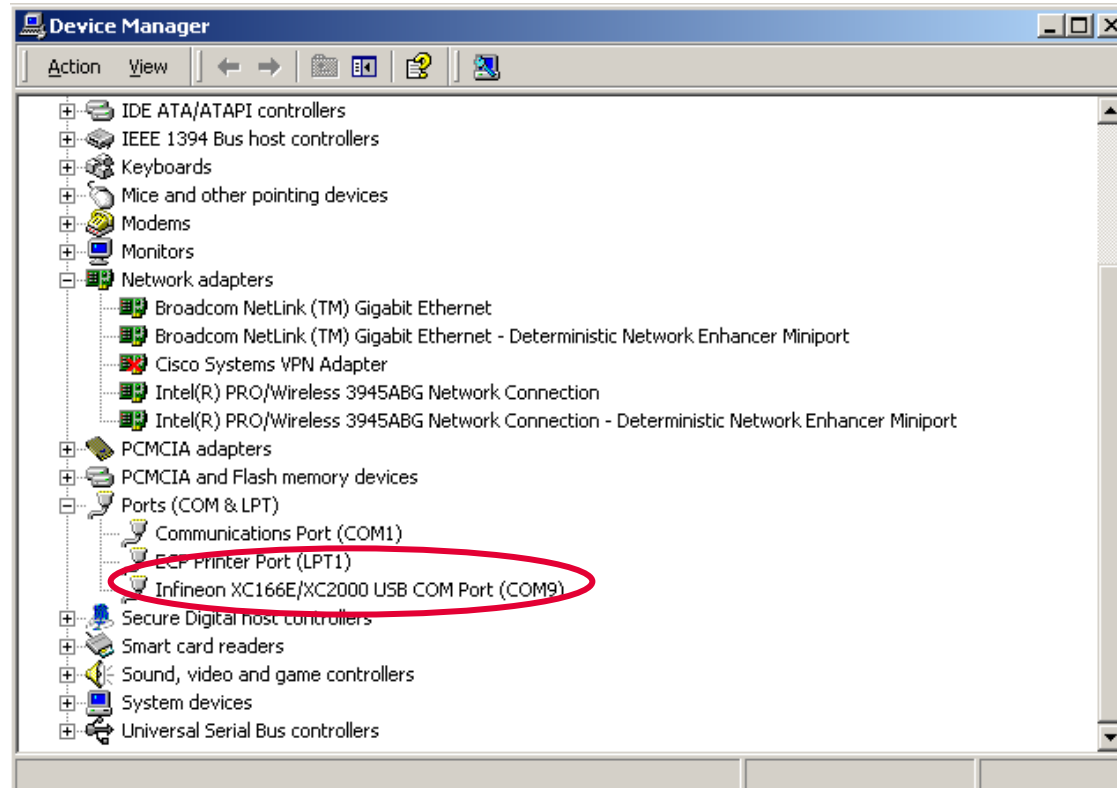 Device Manager
Action View
IDE ATA/ATAPI controllers
IEEE 1394 Bus host controllers
Keyboards
Mice and other pointing devices
Modems
Monitors
Network adapters
Broadcom NetLink (TM) Gigabit Ethernet
Broadcom NetLink (TM) Gigabit Ethernet - Deterministic Network Enhancer Miniport
Cisco Systems VPN Adapter
Intel(R) PRO/Wireless 3945ABG Network Connection
Intel(R) PRO/Wireless 3945ABG Network Connection - Deterministic Network Enhancer Miniport
PCMCIA adapters
PCMCIA and Flash memory devices
Ports (COM & LPT)
Communications Port (COM1)
ECP Printer Port (LPT1)
Infineon XC166E/XC2000 USB COM Port (COM9)
Secure Digital host controllers
Smart card readers
Sound, video and game controllers
System devices
Universal Serial Bus controllers